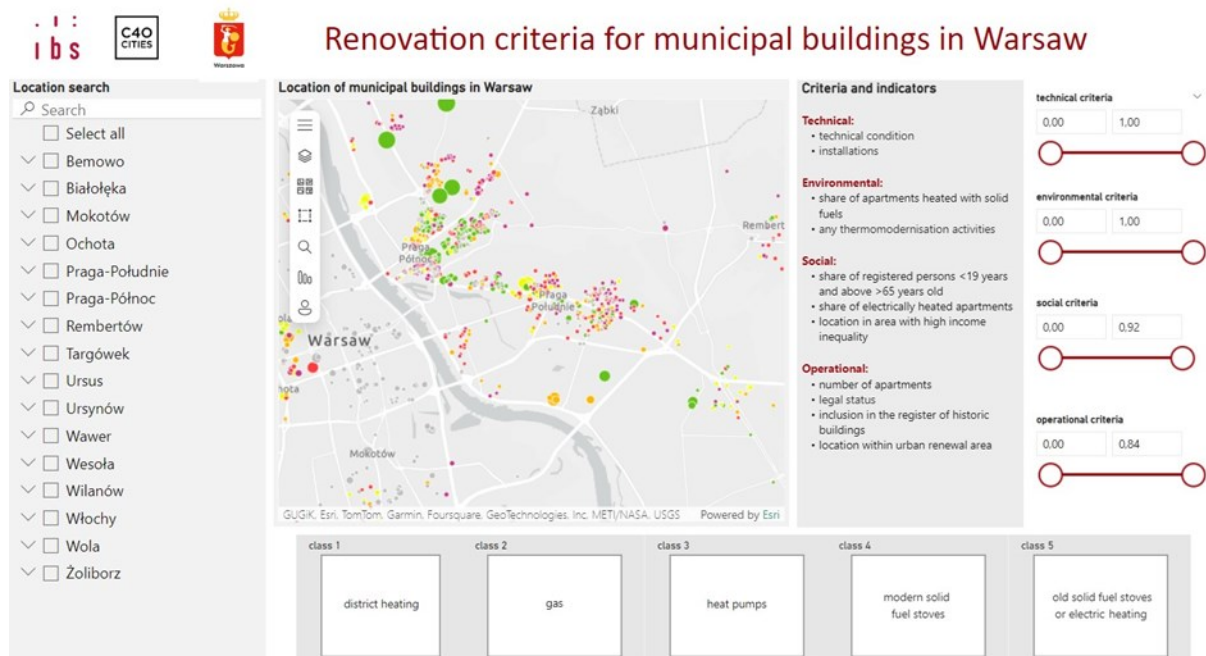 ibs
C40
CITIES
Warszawa
Renovation criteria for municipal buildings in Warsaw
Location search
Search
Select all
Bemowo
Białołęka
Mokotów
Ochota
Praga-Południe
Praga-Północ
Rembertów
Targówek
Ursus
Ursynów
Wawer
Wesoła
Wilanów
Włochy
Wola
Żoliborz
Location of municipal buildings in Warsaw
Ząbki
Rembert
Praga
Północ
Praga
Południe
Warsaw
Mokotów
GUGiK, Esri, TomTom, Garmin, Foursquare, GeoTechnologies, Inc, METI/NASA, USGS
Powered by Esri
Criteria and indicators
Technical:
• technical condition
• installations
Environmental:
• share of apartments heated with solid
fuels
• any thermomodernisation activities
Social:
• share of registered persons <19 years
and above >65 years old
• share of electrically heated apartments
• location in area with high income
inequality
Operational:
• number of apartments
• legal status
• inclusion in the register of historic
buildings
• location within urban renewal area
technical criteria
0.00 1,00
environmental criteria
0.00 1,00
social criteria
0.00 0.92
operational criteria
0.00 0.84
class 1
district heating
class 2
gas
class 3
heat pumps
class 4
modern solid
fuel stoves
class 5
old solid fuel stoves
or electric heating